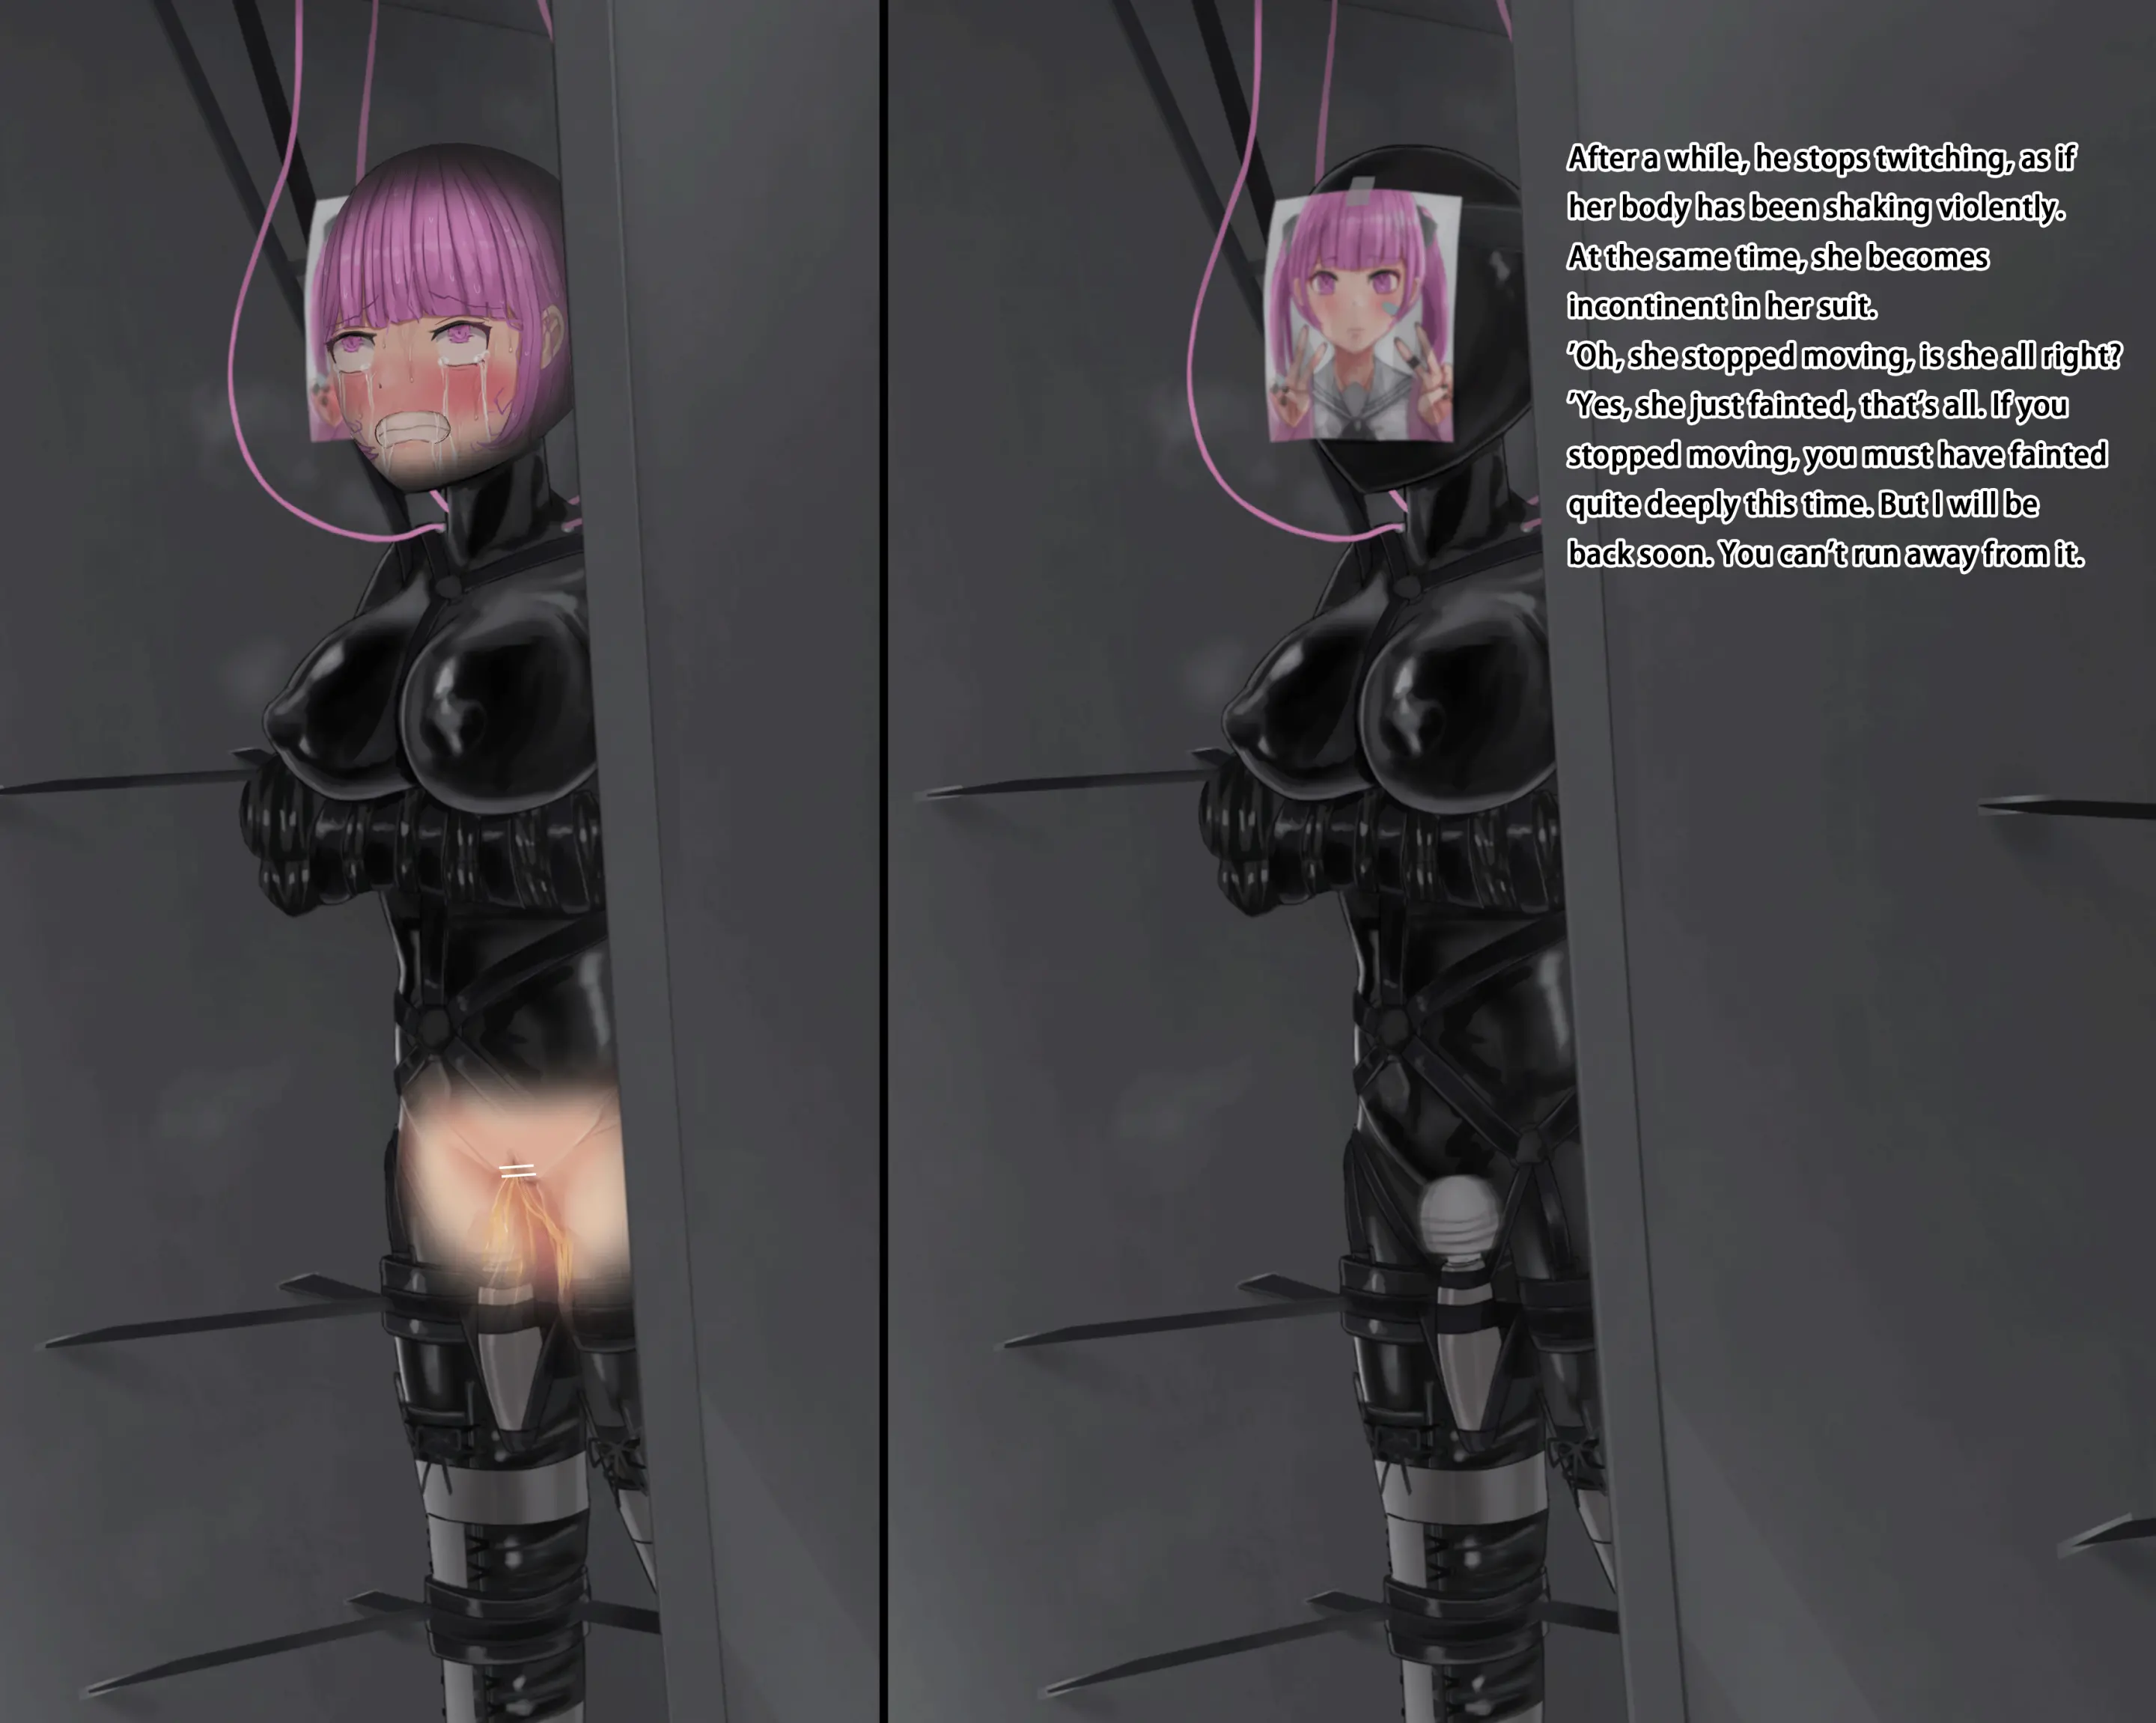 After a while, he stops twitching, as if
her body has been shaking violently.
At the same time, she becomes
incontinent in her suit.
'Oh, she stopped moving, is she all right?
'Yes, she just fainted, that's all. If you
stopped moving, you must have fainted
quite deeply this time. But I will be
back soon. You can't run away from it.